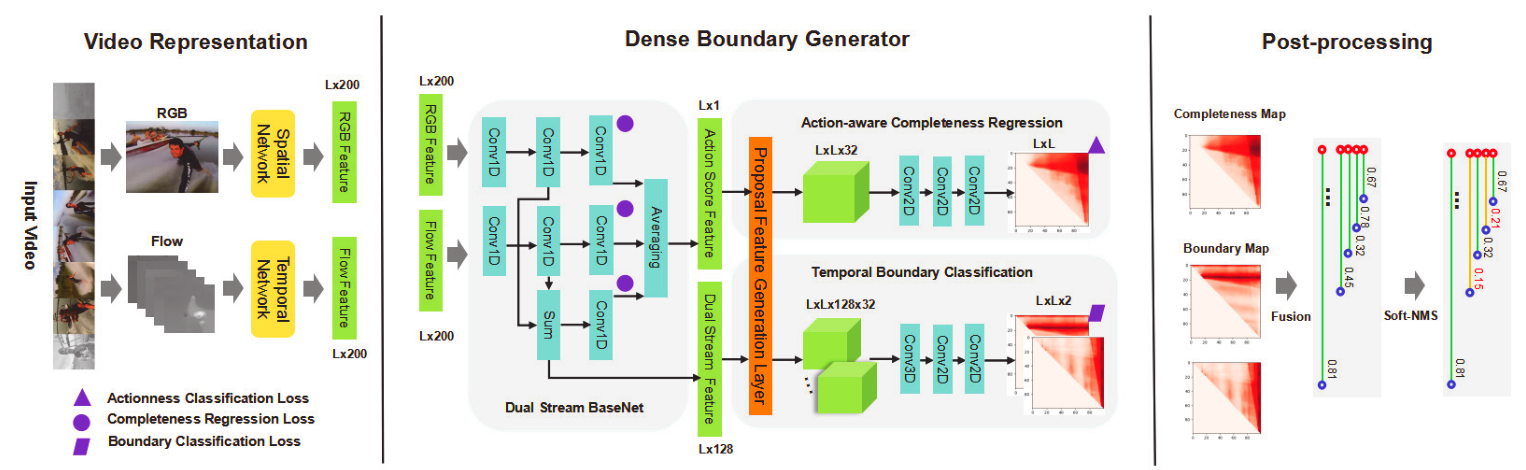 Video Representation
Input Video
RGB
Flow
Spatial
Network
Temporal
Network
Lx200
RGB Feature
Flow Feature
Lx200
Actionness Classification Loss
Completeness Regression Loss
Boundary Classification Loss
Dense Boundary Generator
Lx200
RGB Feature
Flow Feature
Lx200
Conv1D
Conv1D
Conv1D
Conv1D
Conv1D
Conv1D
Sum
Conv1D
Averaging
Dual Stream BaseNet
Lx1
Action Score Feature
Dual Stream Feature
Lx128
Proposal Feature Generation Layer
Action-aware Completeness Regression
LxLx32
Conv2D
Conv2D
Conv2D
LxL
Temporal Boundary Classification
LxLx128x32
Conv3D
Conv2D
Conv2D
LxLx2
Post-processing
Completeness Map
Boundary Map
Fusion
0.81
0.45
0.32
0.78
0.67
Soft-NMS
0.81
0.15
0.32
0.21
0.67